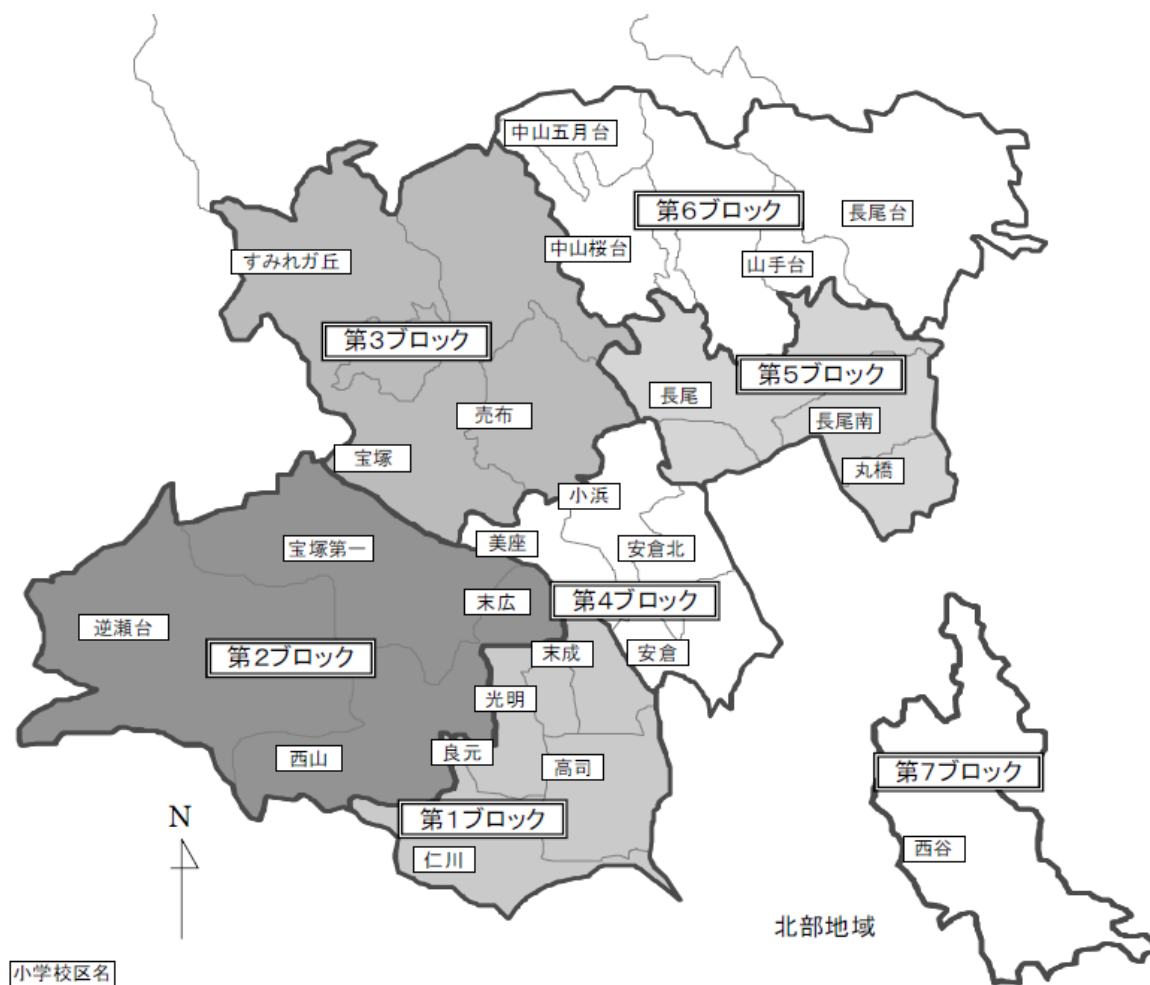 中山五月台
第6ブロック
長尾台
中山桜台
山手台
すみれガ丘
第3ブロック
第5ブロック
長尾
売布
長尾南
宝塚
丸橋
小浜
宝塚第一
美座
安倉北
末広
第4ブロック
逆瀬台
第2ブロック
末成
安倉
光明
良元
西山
高司
第7ブロック
N
第1ブロック
仁川
西谷
北部地域
小学校区名